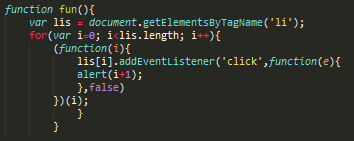 function fun(){
var lis = document.getElementsByTagName('li');
for(var i=0; i<lis.length; i++){
(function(i){
lis[i].addEventListener('click',function(e){
alert(i+1);
},false)
})(i);
}
}